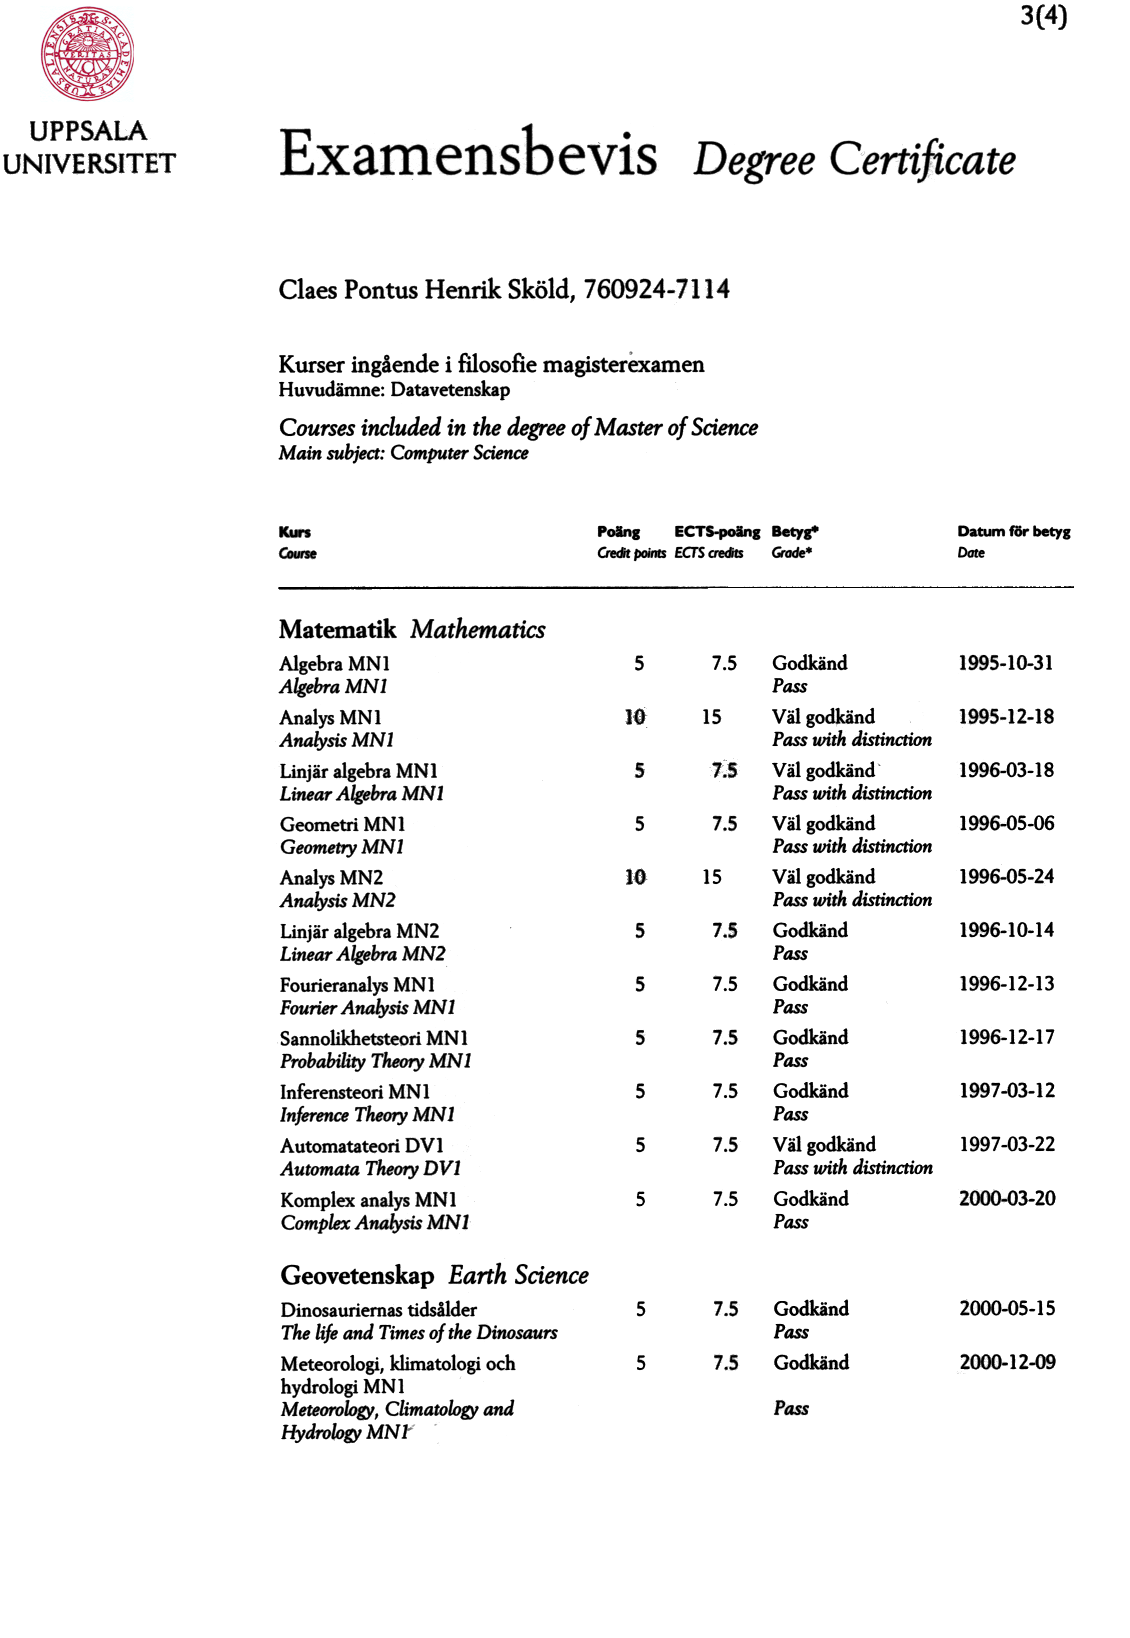 3(4)
UPPSALA
UNIVERSITET
Examensbevis Degree Certificate
Claes Pontus Henrik Sköld, 760924-7114
Kurser ingående i filosofie magisterexamen
Huvudämne: Datavetenskap
Courses included in the degree of Master of Science
Main subject: Computer Science
Kurs Poäng ECTS-poäng Betyg* Datum för betyg
Course Credit points ECTS credits Grade* Date
Matematik Mathematics
Algebra MN1 5 7.5 Godkänd 1995-10-31
Algebra MN1 Pass
Analys MN1 10 15 Väl godkänd 1995-12-18
Analysis MN1 Pass with distinction
Linjär algebra MN1 5 7.5 Väl godkänd 1996-03-18
Linear Algebra MN1 Pass with distinction
Geometri MN1 5 7.5 Väl godkänd 1996-05-06
Geometry MN1 Pass with distinction
Analys MN2 10 15 Väl godkänd 1996-05-24
Analysis MN2 Pass with distinction
Linjär algebra MN2 5 7.5 Godkänd 1996-10-14
Linear Algebra MN2 Pass
Fourieranalys MN1 5 7.5 Godkänd 1996-12-13
Fourier Analysis MN1 Pass
Sannolikhetsteori MN1 5 7.5 Godkänd 1996-12-17
Probability Theory MN1 Pass
Inferensteori MN1 5 7.5 Godkänd 1997-03-12
Inference Theory MN1 Pass
Automatateori DV1 5 7.5 Väl godkänd 1997-03-22
Automata Theory DV1 Pass with distinction
Komplex analys MN1 5 7.5 Godkänd 2000-03-20
Complex Analysis MN1 Pass
Geovetenskap Earth Science
Dinosauriernas tidsålder 5 7.5 Godkänd 2000-05-15
The life and Times of the Dinosaurs Pass
Meteorologi, klimatologi och 5 7.5 Godkänd 2000-12-09
hydrologi MN1
Meteorology, Climatology and Pass
Hydrology MN1